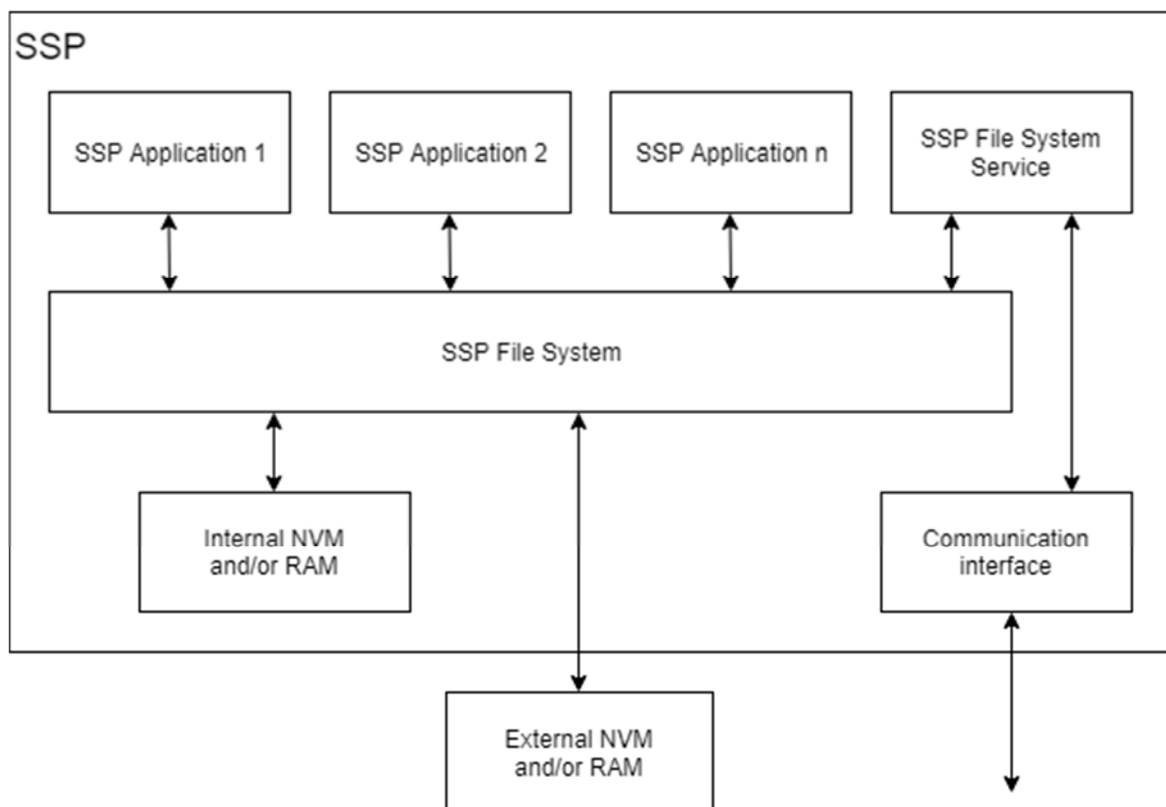 SSP
SSP Application 1
SSP Application 2
SSP Application n
SSP File System
Service
SSP File System
Internal NVM
and/or RAM
Communication
interface
External NVM
and/or RAM